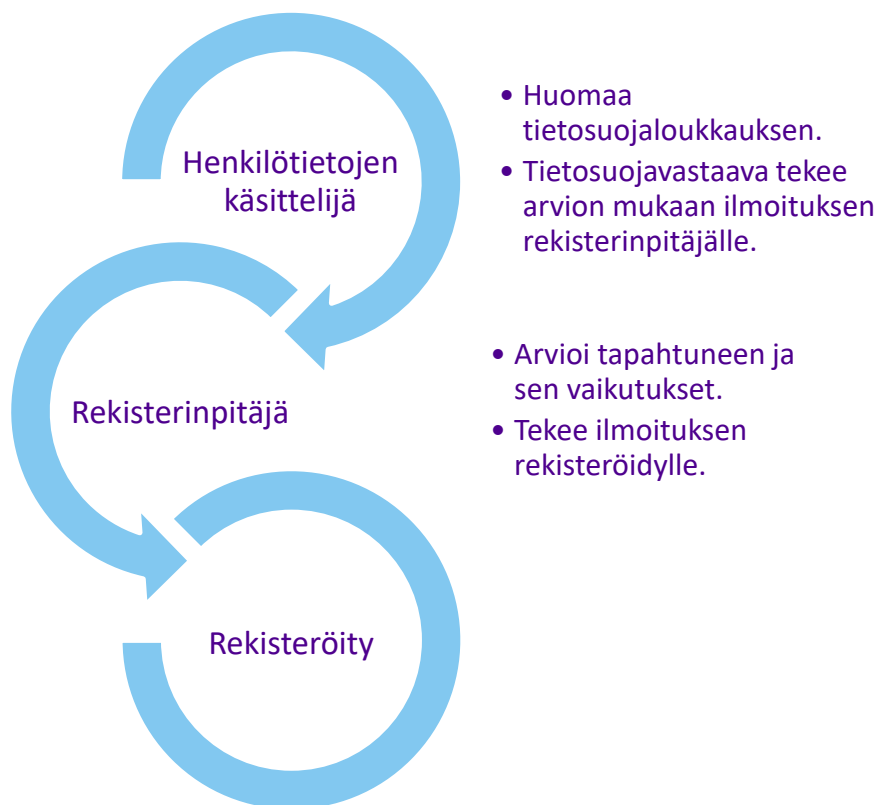 Henkilötietojen
käsittelijä
• Huomaa
tietosuojaloukkauksen.
• Tietosuojavastaava tekee
arvion mukaan ilmoituksen
rekisterinpitäjälle.
Rekisterinpitäjä
• Arvioi tapahtuneen ja
sen vaikutukset.
• Tekee ilmoituksen
rekisteröidylle.
Rekisteröity